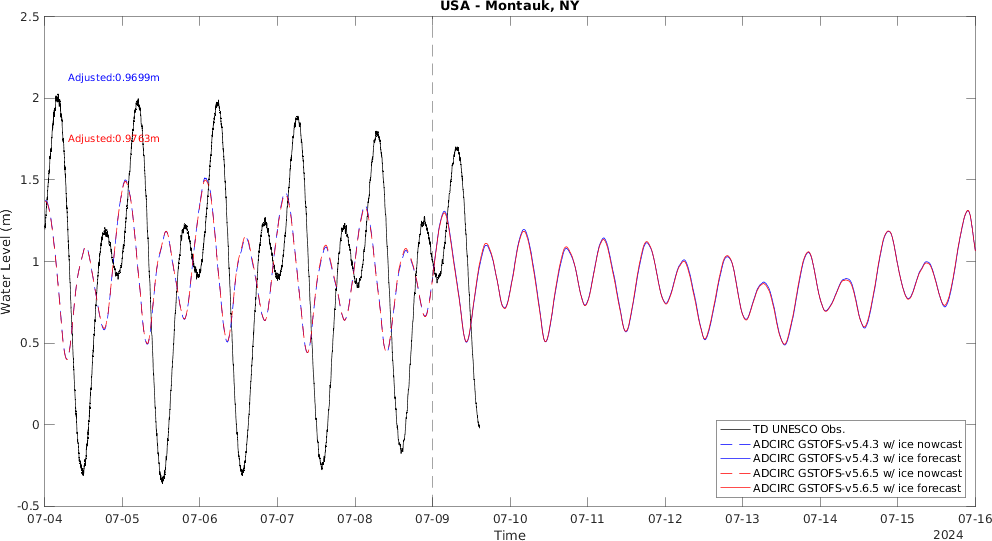 USA - Montauk, NY
2.5
2
1.5
1
0.5
0
-0.5
Water Level (m)
Adjusted:0.9699m
Adjusted:0.9763m
TD UNESCO Obs.
ADCIRC GSTOFS-v5.4.3 w/ ice nowcast
ADCIRC GSTOFS-v5.4.3 w/ ice forecast
ADCIRC GSTOFS-v5.6.5 w/ ice nowcast
ADCIRC GSTOFS-v5.6.5 w/ ice forecast
07-04 07-05 07-06 07-07 07-08 07-09 07-10 07-11 07-12 07-13 07-14 07-15 07-16
Time
2024